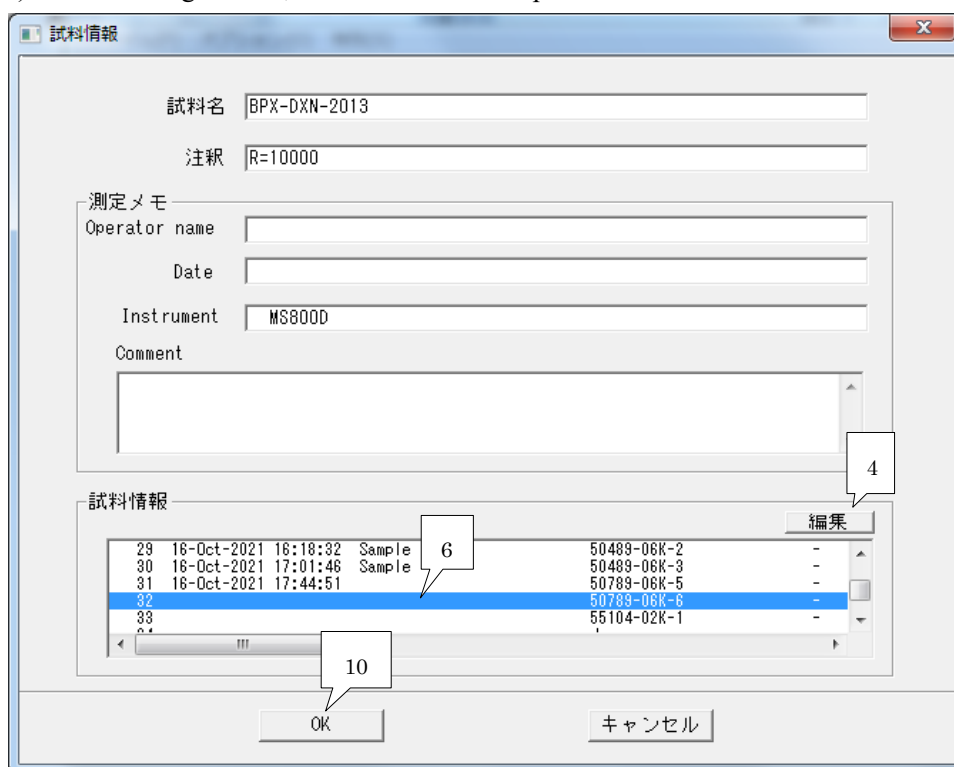 試料情報
試料名 BPX-DXN-2013
注釈 R=10000
測定メモ
Operator name
Date
Instrument MS800D
Comment
4
試料情報
編集
6
29 16-Oct-2021 16:18:32 Sample 50489-06K-2 -
30 16-Oct-2021 17:01:46 Sample 50489-06K-3 -
31 16-Oct-2021 17:44:51 50789-06K-5 -
32 50789-06K-6 -
33 55104-02K-1 -
10
OK
キャンセル